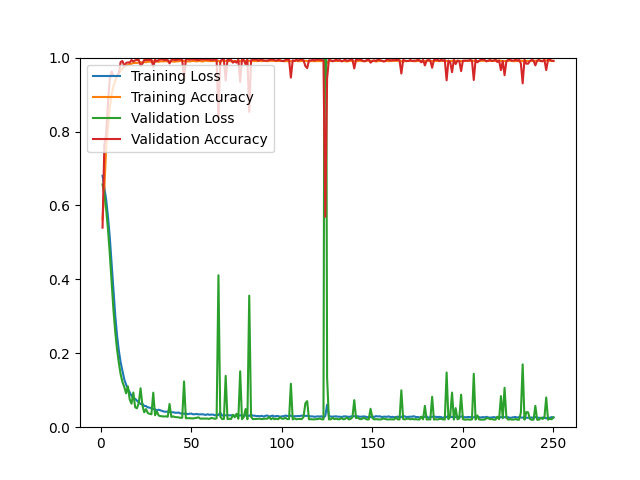 1.0
0.8
0.6
0.4
0.2
0.0
Training Loss
Training Accuracy
Validation Loss
Validation Accuracy
0 50 100 150 200 250